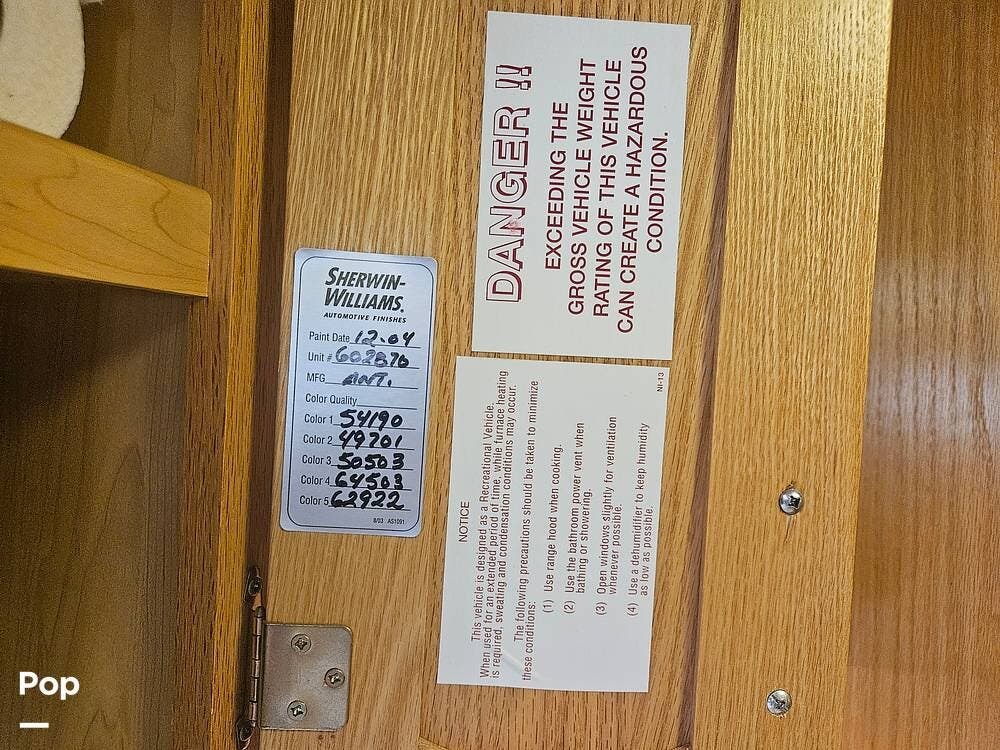 SHERWIN-
WILLIAMS.
AUTOMOTIVE FINISHES
Paint Date 12-04
Unit # 602870
MFG ANT.
Color Quality
Color 1 54190
Color 2 49701
Color 3 50503
Color 4 64503
Color 5 62922
8/03 AS1091
DANGER !!
EXCEEDING THE
GROSS VEHICLE WEIGHT
RATING OF THIS VEHICLE
CAN CREATE A HAZARDOUS
CONDITION.
NOTICE
This vehicle is designed as a Recreational Vehicle.
When used for an extended period of time, while furnace heating
is required, sweating and condensation conditions may occur.
The following precautions should be taken to minimize
these conditions:
(1) Use range hood when cooking.
(2) Use the bathroom power vent when
bathing or showering.
(3) Open windows slightly for ventilation
whenever possible.
(4) Use a dehumidifier to keep humidity
as low as possible.
NI-13
Pop